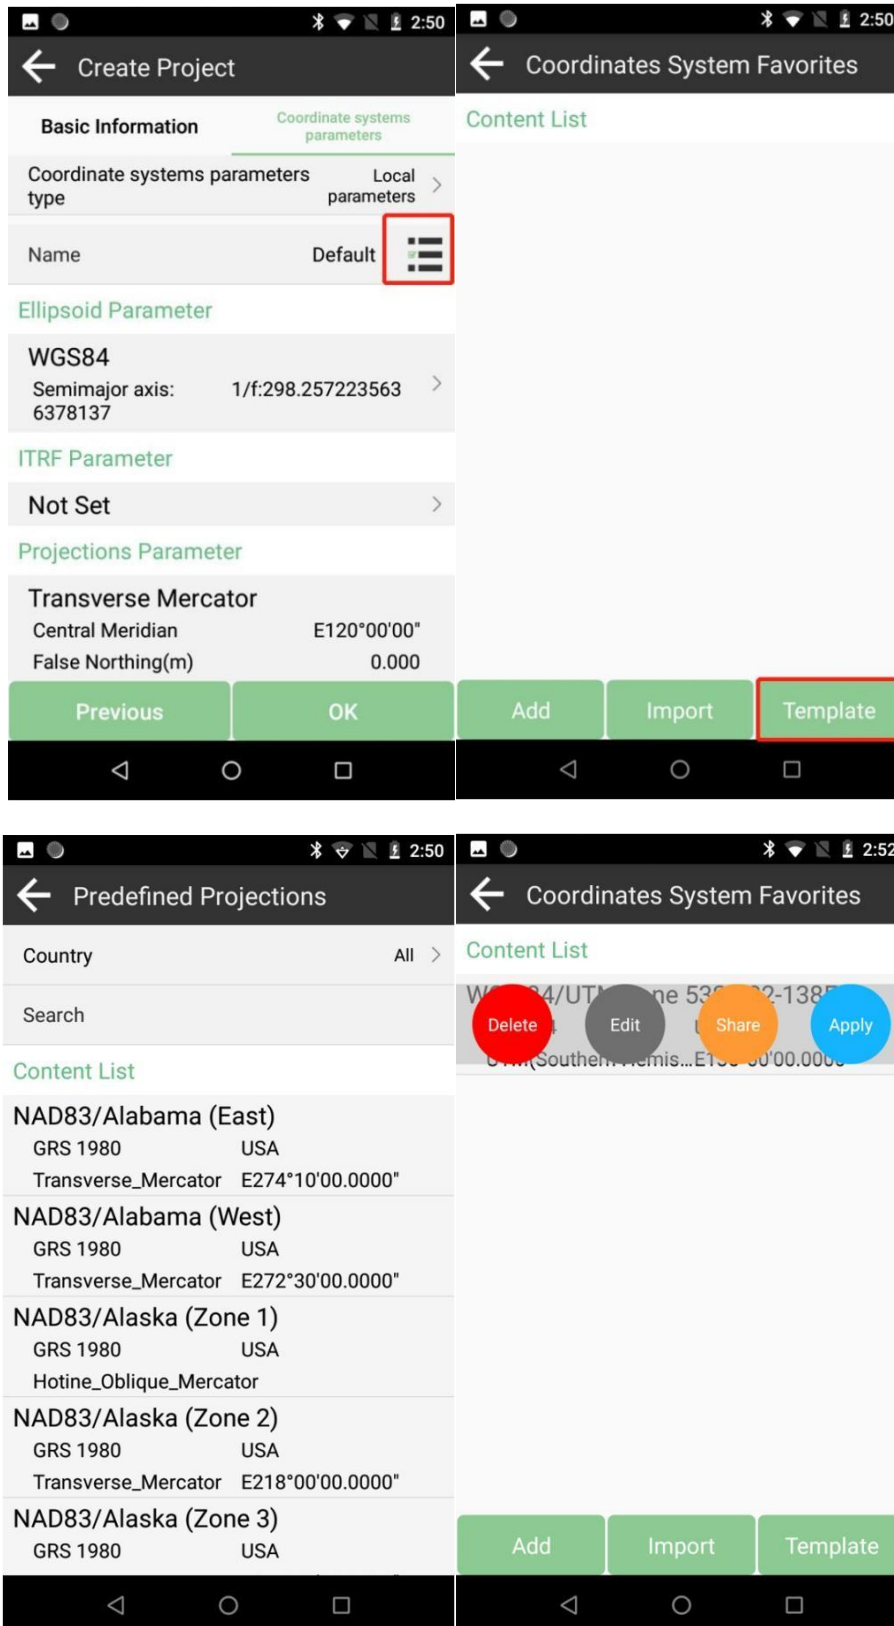 2:50
Create Project
Basic Information
Coordinate systems
parameters
Coordinate systems parameters
type
Local
parameters
Name Default
Ellipsoid Parameter
WGS84
Semimajor axis:
6378137
1/f:298.257223563
ITRF Parameter
Not Set
Projections Parameter
Transverse Mercator
Central Meridian E120°00'00"
False Northing(m) 0.000
Previous OK
2:50
Coordinates System Favorites
Content List
Add Import Template
2:50
Predefined Projections
Country All
Search
Content List
NAD83/Alabama (East)
GRS 1980 USA
Transverse_Mercator E274°10'00.0000"
NAD83/Alabama (West)
GRS 1980 USA
Transverse_Mercator E272°30'00.0000"
NAD83/Alaska (Zone 1)
GRS 1980 USA
Hotine_Oblique_Mercator
NAD83/Alaska (Zone 2)
GRS 1980 USA
Transverse_Mercator E218°00'00.0000"
NAD83/Alaska (Zone 3)
GRS 1980 USA
2:52
Coordinates System Favorites
Content List
Delete Edit Share Apply
Add Import Template